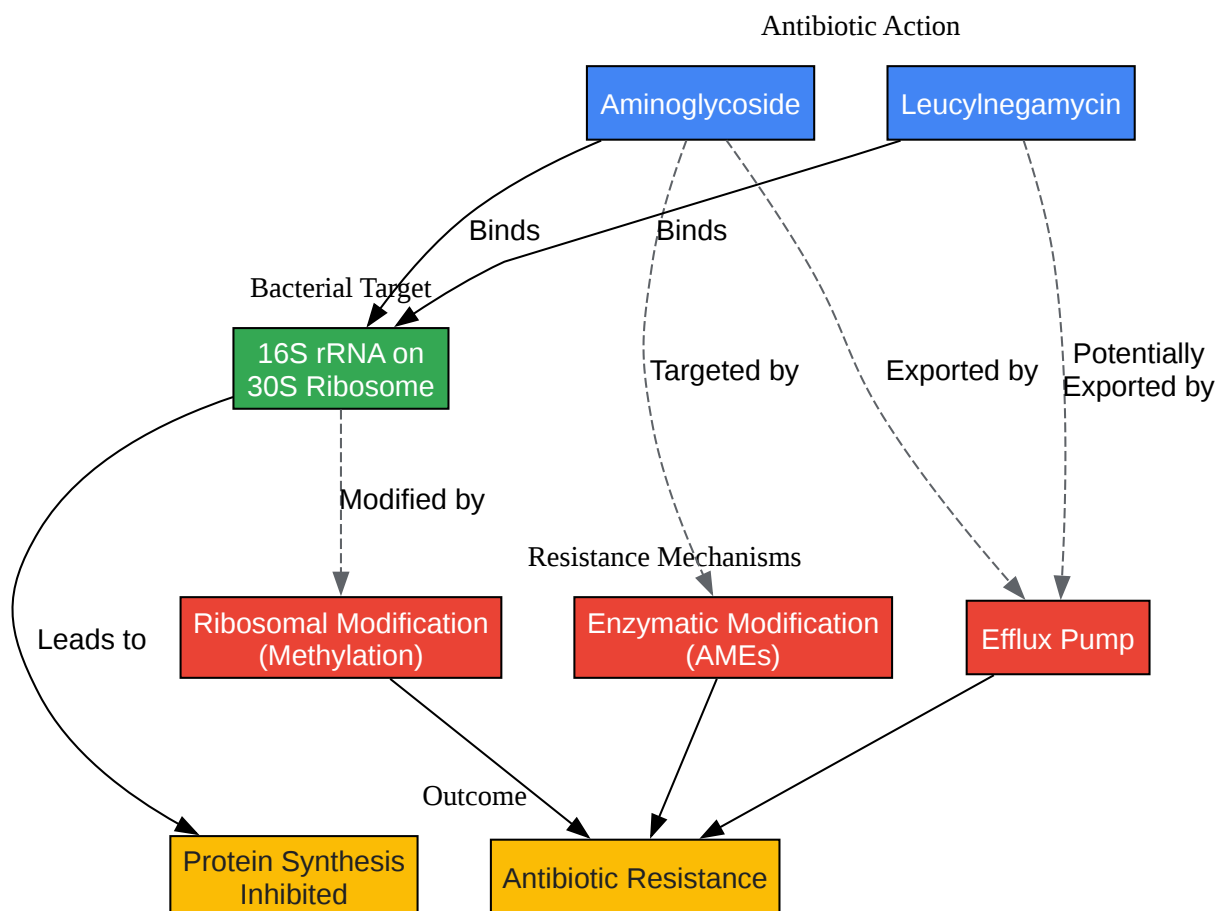 Antibiotic Action
Aminoglycoside
Leucylnegamycin
Binds
Binds
Bacterial Target
16S rRNA on
30S Ribosome
Targeted by
Exported by
Potentially
Exported by
Modified by
Resistance Mechanisms
Ribosomal Modification
(Methylation)
Enzymatic Modification
(AMEs)
Efflux Pump
Leads to
Outcome
Protein Synthesis
Inhibited
Antibiotic Resistance